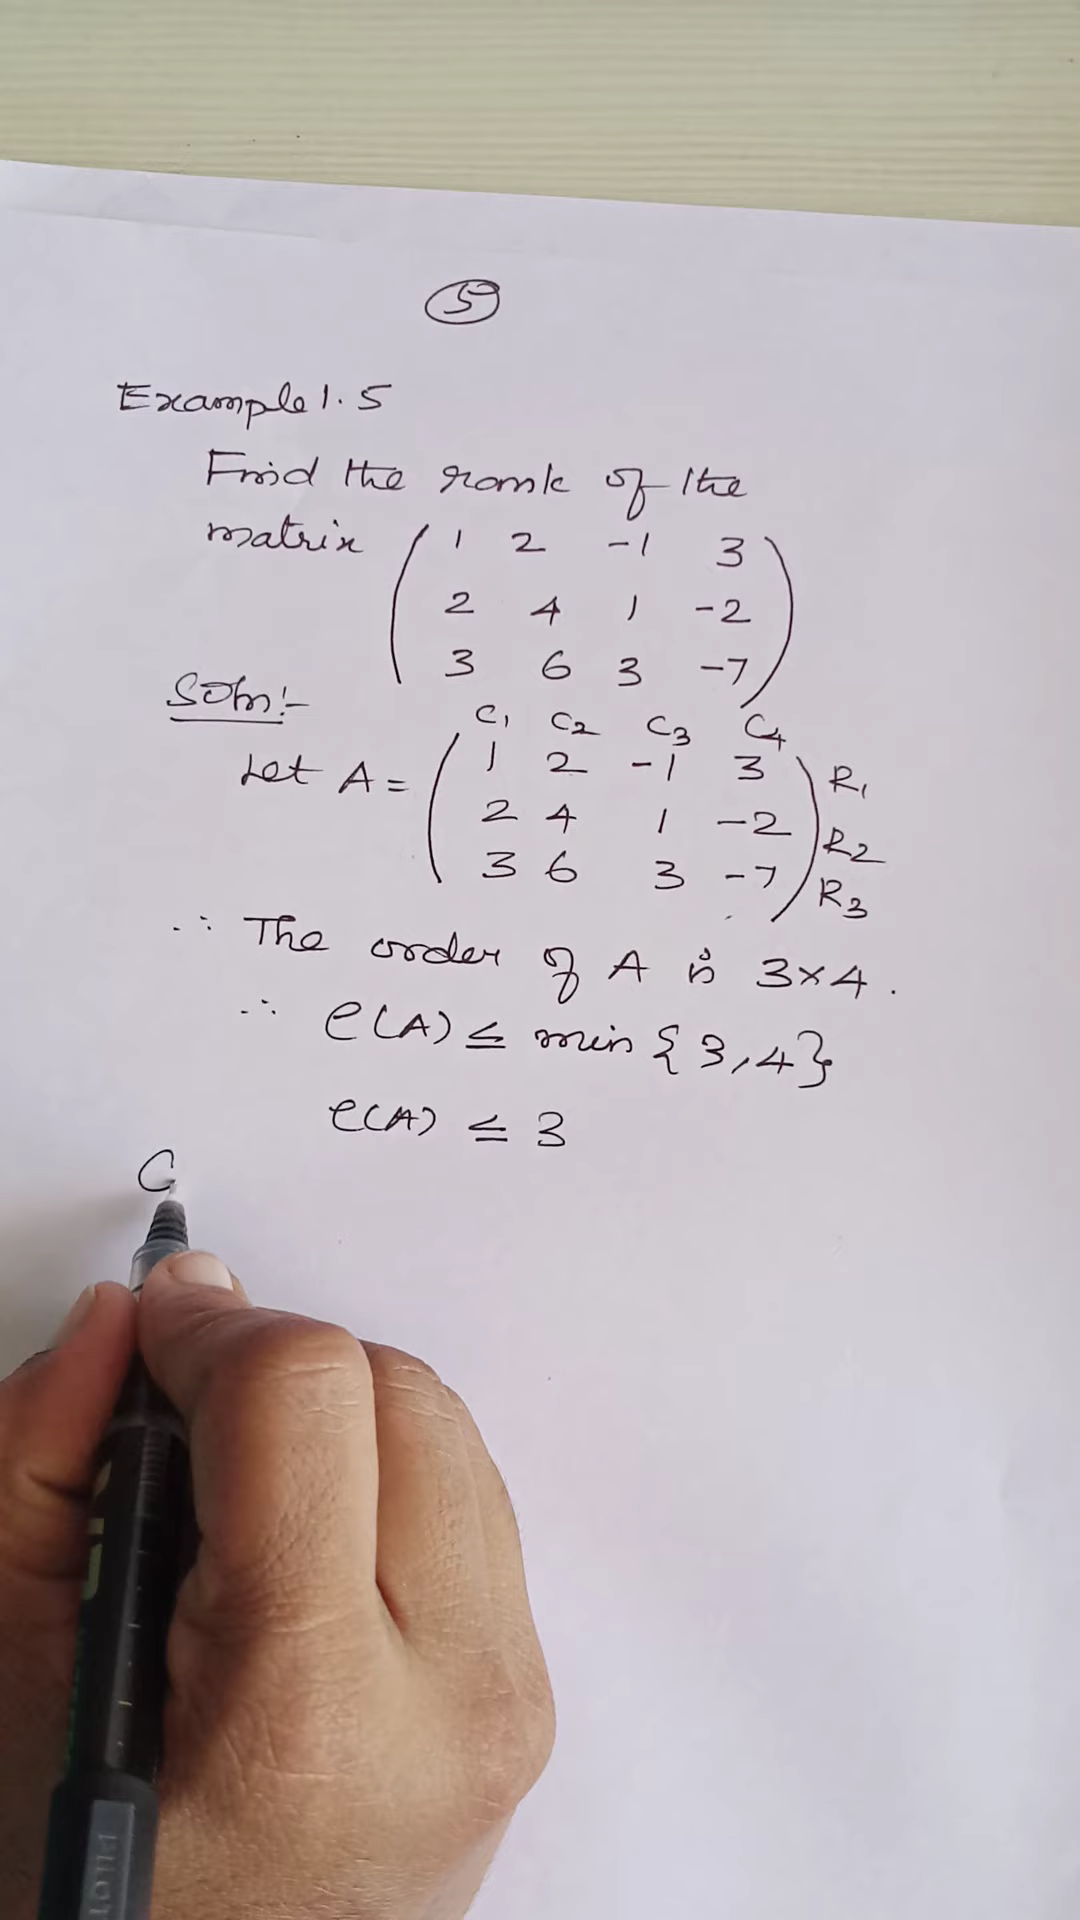 5
Example 1.5
Find the rank of the
matrix ( 1 2 -1 3
2 4 1 -2
3 6 3 -7 )
Soln:-
C1 C2 C3 C4
Let A = ( 1 2 -1 3 ) R1
2 4 1 -2 R2
3 6 3 -7 R3
∴ The order of A is 3×4.
∴ ρ(A) ≤ min {3,4}
ρ(A) ≤ 3
C